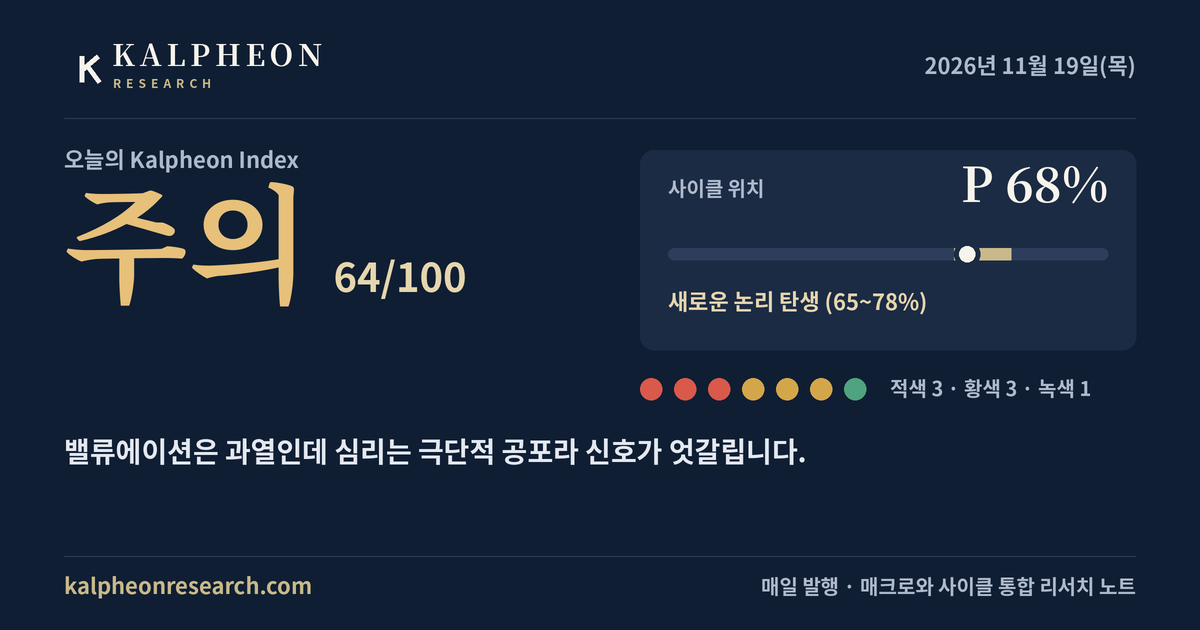 K KALPHEON
RESEARCH
2026년 11월 19일(목)
오늘의 Kalpheon Index
주의 64/100
사이클 위치 P 68%
새로운 논리 탄생 (65~78%)
적색 3 · 황색 3 · 녹색 1
밸류에이션은 과열인데 심리는 극단적 공포라 신호가 엇갈립니다.
kalpheonresearch.com
매일 발행 · 매크로와 사이클 통합 리서치 노트